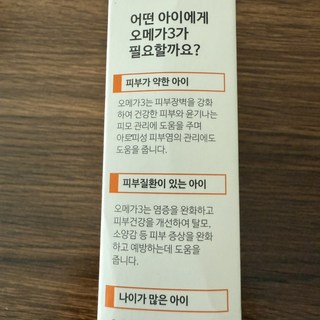 어떤 아이에게
오메가3가
필요할까요?
피부가 약한 아이
오메가3는 피부장벽을 강화
하여 건강한 피부와 윤기나는
피모 관리에 도움을 주며
아토피성 피부염의 관리에도
도움을 줍니다.
피부질환이 있는 아이
오메가3는 염증을 완화하고
피부건강을 개선하여 탈모,
소양감 등 피부 증상을 완화
하고 예방하는데 도움을
줍니다.
나이가 많은 아이